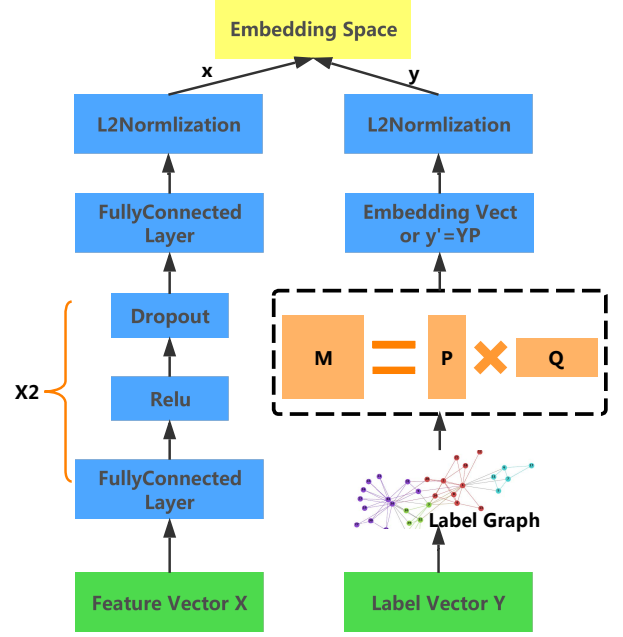 Embedding Space
x
y
L2Normlization
L2Normlization
FullyConnected
Layer
Embedding Vect
or y'=YP
Dropout
M = P × Q
X2
Relu
FullyConnected
Layer
Label Graph
Feature Vector X
Label Vector Y